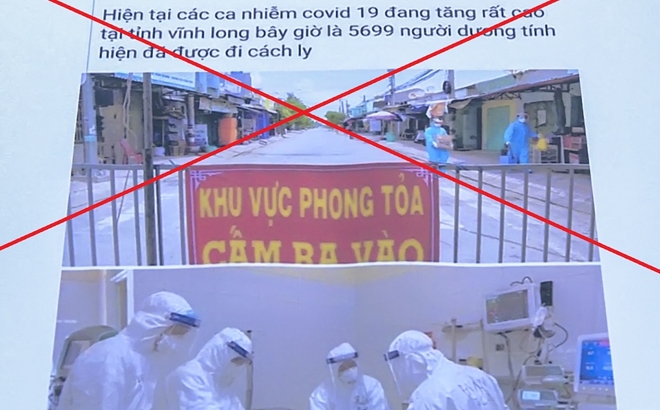 Hiện tại các ca nhiễm covid 19 đang tăng rất cao
tại tỉnh vĩnh long bây giờ là 5699 người dương tính
hiện đã được đi cách ly
KHU VỰC PHONG TỎA
CẤM RA VÀO